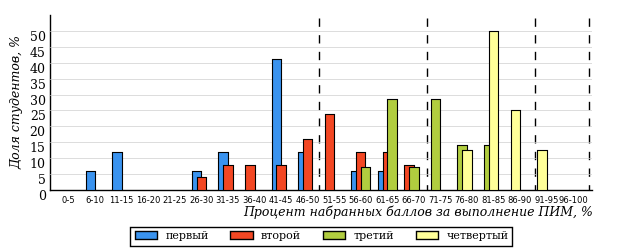 Доля студентов, %
50
45
40
35
30
25
20
15
10
5
0
0-5 6-10 11-15 16-20 21-25 26-30 31-35 36-40 41-45 46-50 51-55 56-60 61-65 66-70 71-75 76-80 81-85 86-90 91-95 96-100
Процент набранных баллов за выполнение ПИМ, %
первый второй третий четвертый